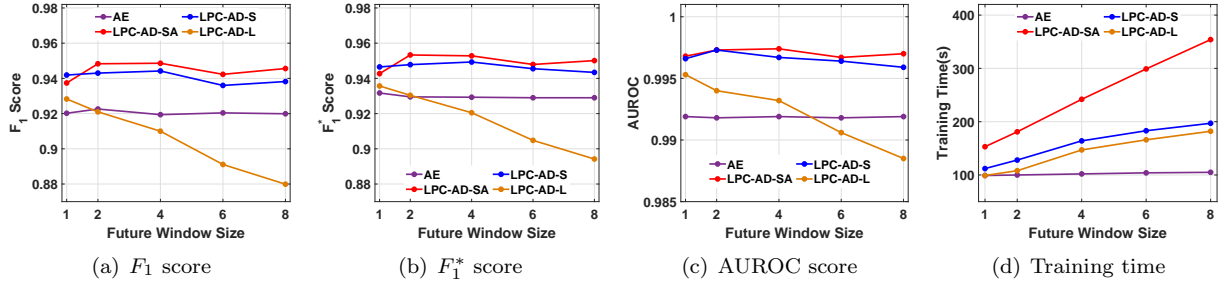 0.98
0.96
0.94
0.92
0.9
0.88
F1 Score
AE
LPC-AD-S
LPC-AD-SA
LPC-AD-L
1 2 4 6 8
Future Window Size
(a) F1 score
0.98
0.96
0.94
0.92
0.9
0.88
F1* Score
AE
LPC-AD-S
LPC-AD-SA
LPC-AD-L
1 2 4 6 8
Future Window Size
(b) F1* score
1
0.995
0.99
0.985
AUROC
AE
LPC-AD-S
LPC-AD-SA
LPC-AD-L
1 2 4 6 8
Future Window Size
(c) AUROC score
400
300
200
100
Training Time(s)
AE
LPC-AD-S
LPC-AD-SA
LPC-AD-L
1 2 4 6 8
Future Window Size
(d) Training time